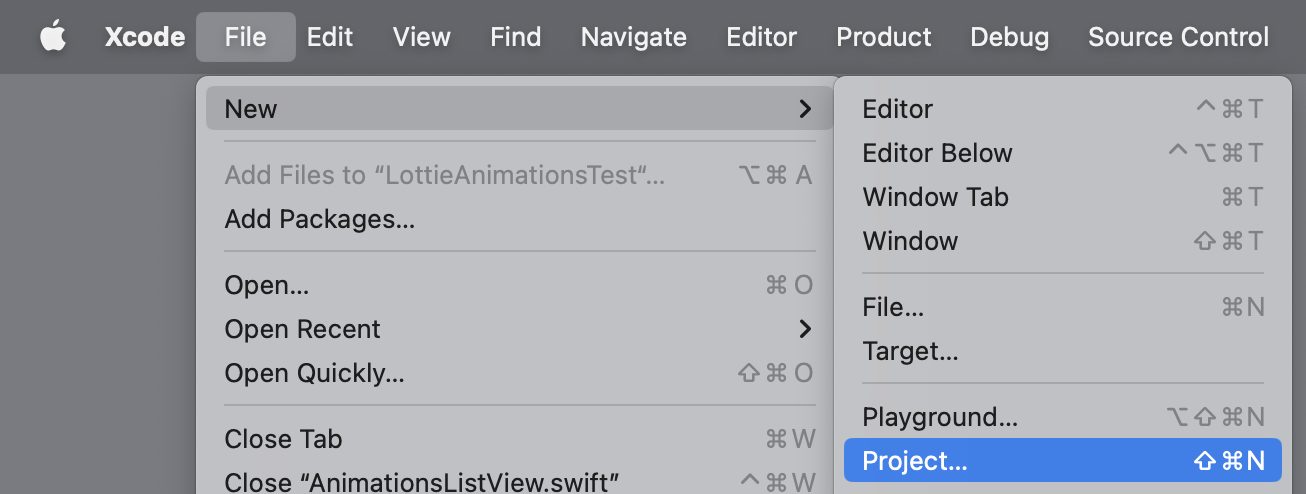 Xcode File Edit View Find Navigate Editor Product Debug Source Control
New
Add Files to “LottieAnimationsTest“... ⌥⌘A
Add Packages...
Open... ⌘O
Open Recent
Open Quickly... ⇧⌘O
Close Tab ⌘W
Close “AnimationsListView.swift” ^⌘W
Editor ^⌘T
Editor Below ^⌥⌘T
Window Tab ⌘T
Window ⇧⌘T
File... ⌘N
Target...
Playground... ⌥⇧⌘N
Project... ⇧⌘N